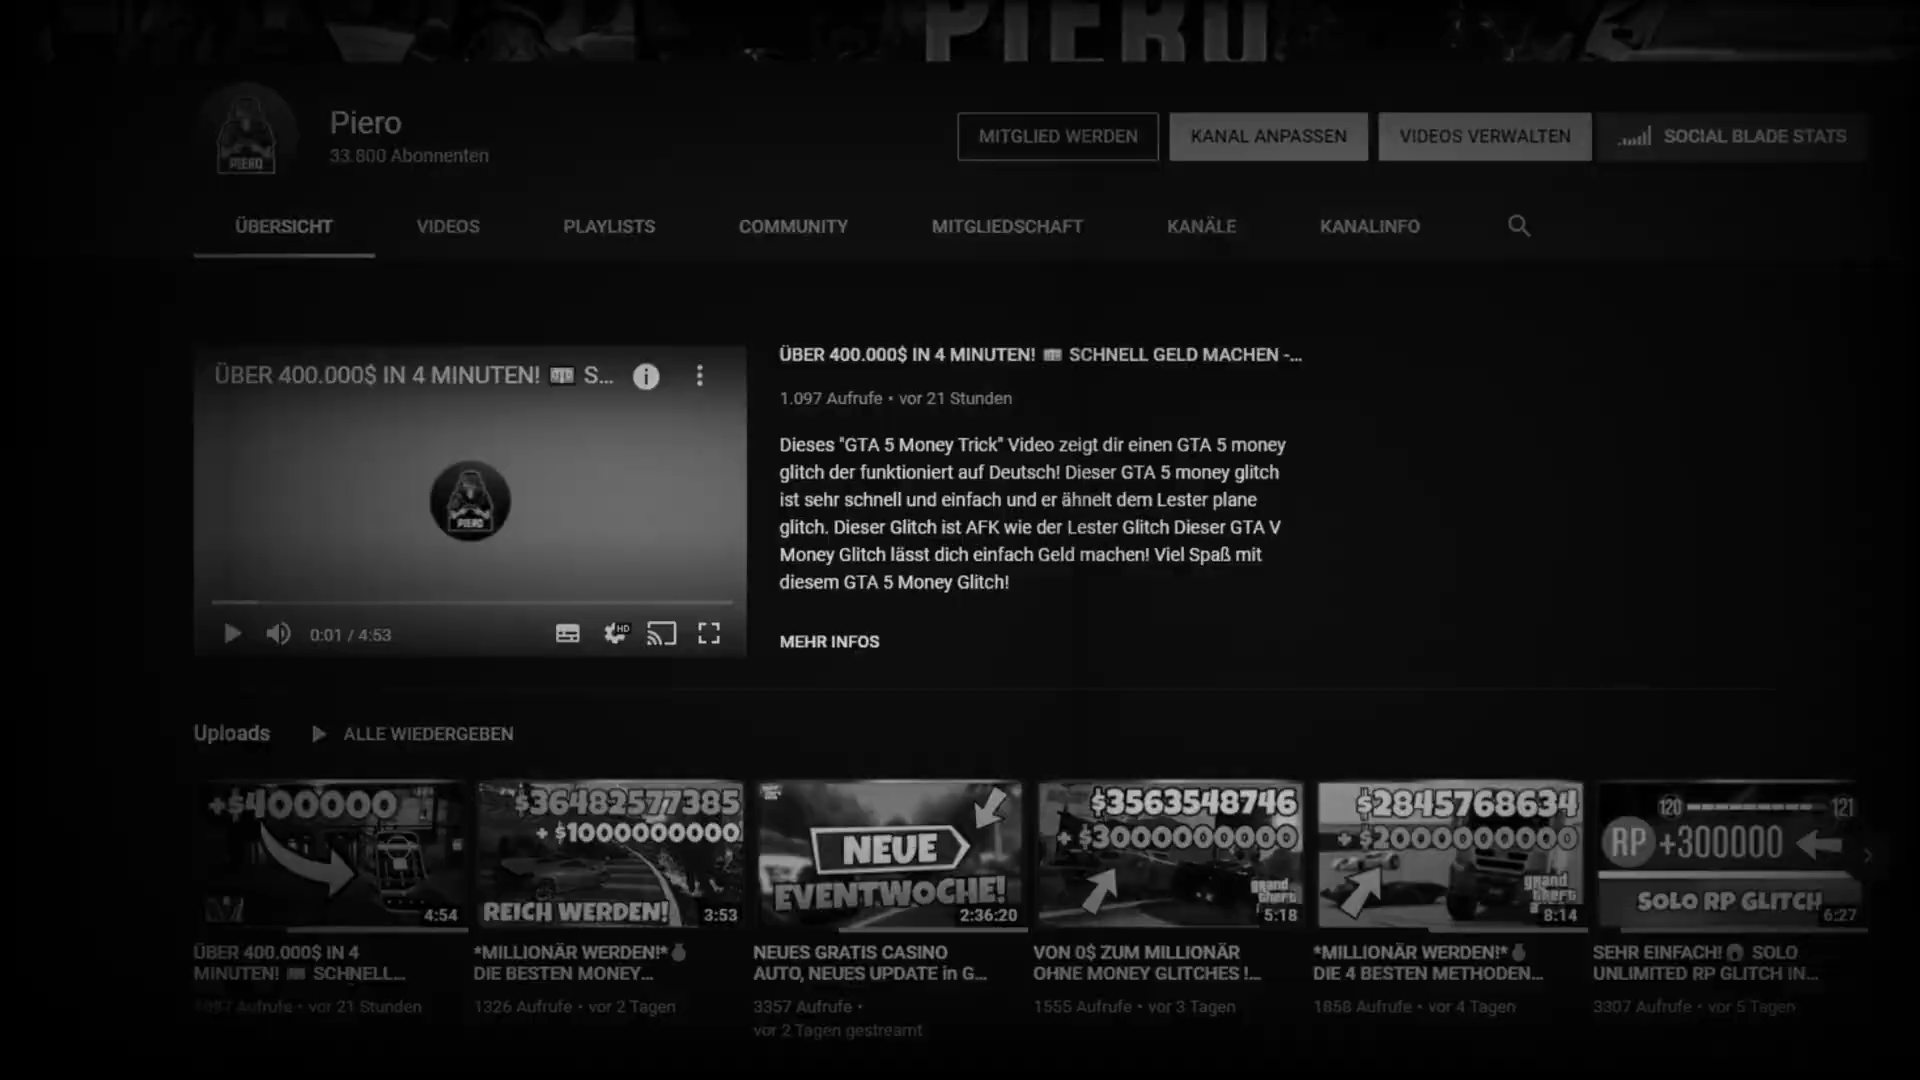 PIERO
Piero
33.800 Abonnenten
MITGLIED WERDEN
KANAL ANPASSEN
VIDEOS VERWALTEN
SOCIAL BLADE STATS
PIERO
ÜBERSICHT
VIDEOS
PLAYLISTS
COMMUNITY
MITGLIEDSCHAFT
KANÄLE
KANALINFO
ÜBER 400.000$ IN 4 MINUTEN! 💵 S...
PIERO
0:01 / 4:53
HD
ÜBER 400.000$ IN 4 MINUTEN! 💵 SCHNELL GELD MACHEN -...
1.097 Aufrufe • vor 21 Stunden
Dieses "GTA 5 Money Trick" Video zeigt dir einen GTA 5 money
glitch der funktioniert auf Deutsch! Dieser GTA 5 money glitch
ist sehr schnell und einfach und er ähnelt dem Lester plane
glitch. Dieser Glitch ist AFK wie der Lester Glitch Dieser GTA V
Money Glitch lässt dich einfach Geld machen! Viel Spaß mit
diesem GTA 5 Money Glitch!
MEHR INFOS
Uploads
ALLE WIEDERGEBEN
+$400000
4:54
ÜBER 400.000$ IN 4
MINUTEN! 💵 SCHNELL...
Aufrufe • vor 21 Stunden
$36482577385
+ $1000000000
REICH WERDEN!
3:53
*MILLIONÄR WERDEN!*💰
DIE BESTEN MONEY...
1326 Aufrufe • vor 2 Tagen
NEUE
EVENTWOCHE!
2:36:20
NEUES GRATIS CASINO
AUTO, NEUES UPDATE in G...
3357 Aufrufe •
vor 2 Tagen gestreamt
$3563548746
+ $3000000000
grand
theft
5:18
VON 0$ ZUM MILLIONÄR
OHNE MONEY GLITCHES !...
1555 Aufrufe • vor 3 Tagen
$2845768634
+ $2000000000
grand
theft
8:14
*MILLIONÄR WERDEN!*💰
DIE 4 BESTEN METHODEN...
1858 Aufrufe • vor 4 Tagen
120
121
RP +300000
SOLO RP GLITCH
6:27
SEHR EINFACH!😱 SOLO
UNLIMITED RP GLITCH IN...
3307 Aufrufe • vor 5 Tagen